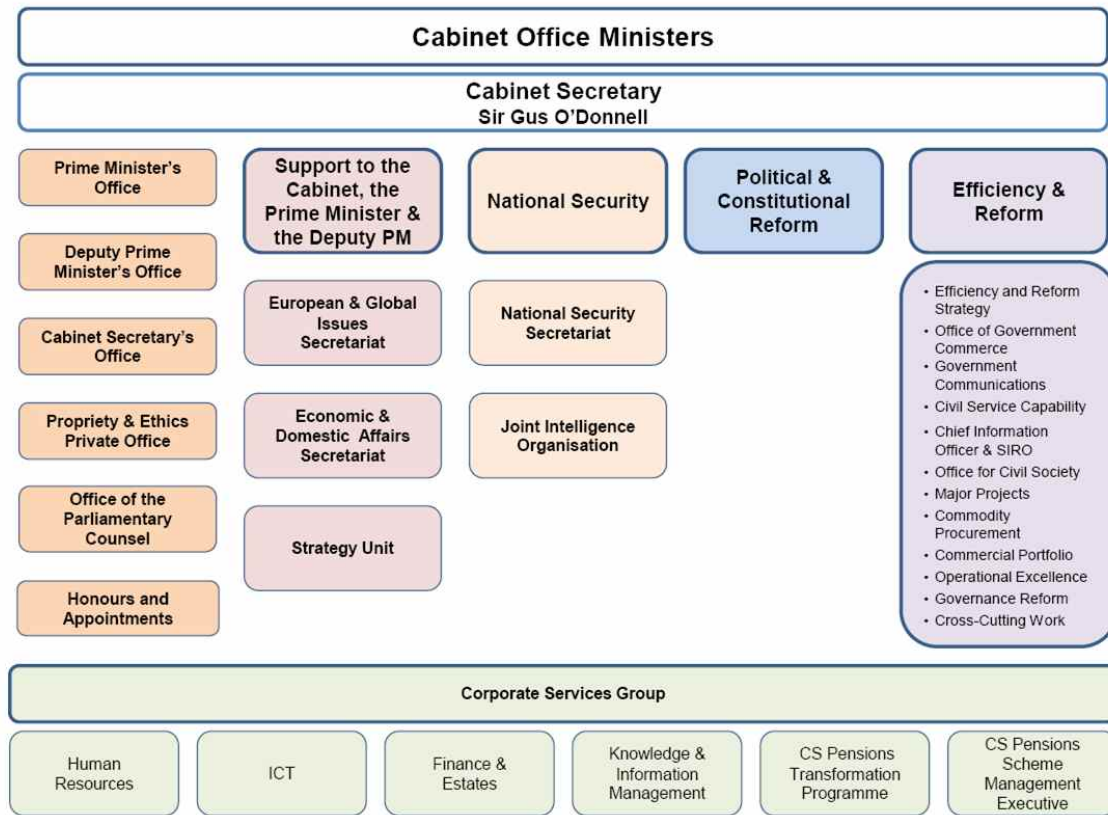 Cabinet Office Ministers
Cabinet Secretary
Sir Gus O'Donnell
Prime Minister's
Office
Deputy Prime
Minister's Office
Cabinet Secretary's
Office
Propriety & Ethics
Private Office
Office of the
Parliamentary
Counsel
Honours and
Appointments
Support to the
Cabinet, the
Prime Minister &
the Deputy PM
European & Global
Issues
Secretariat
Economic &
Domestic Affairs
Secretariat
Strategy Unit
National Security
National Security
Secretariat
Joint Intelligence
Organisation
Political &
Constitutional
Reform
Efficiency &
Reform
• Efficiency and Reform
Strategy
• Office of Government
Commerce
• Government
Communications
• Civil Service Capability
• Chief Information
Officer & SIRO
• Office for Civil Society
• Major Projects
• Commodity
Procurement
• Commercial Portfolio
• Operational Excellence
• Governance Reform
• Cross-Cutting Work
Corporate Services Group
Human
Resources
ICT
Finance &
Estates
Knowledge &
Information
Management
CS Pensions
Transformation
Programme
CS Pensions
Scheme
Management
Executive